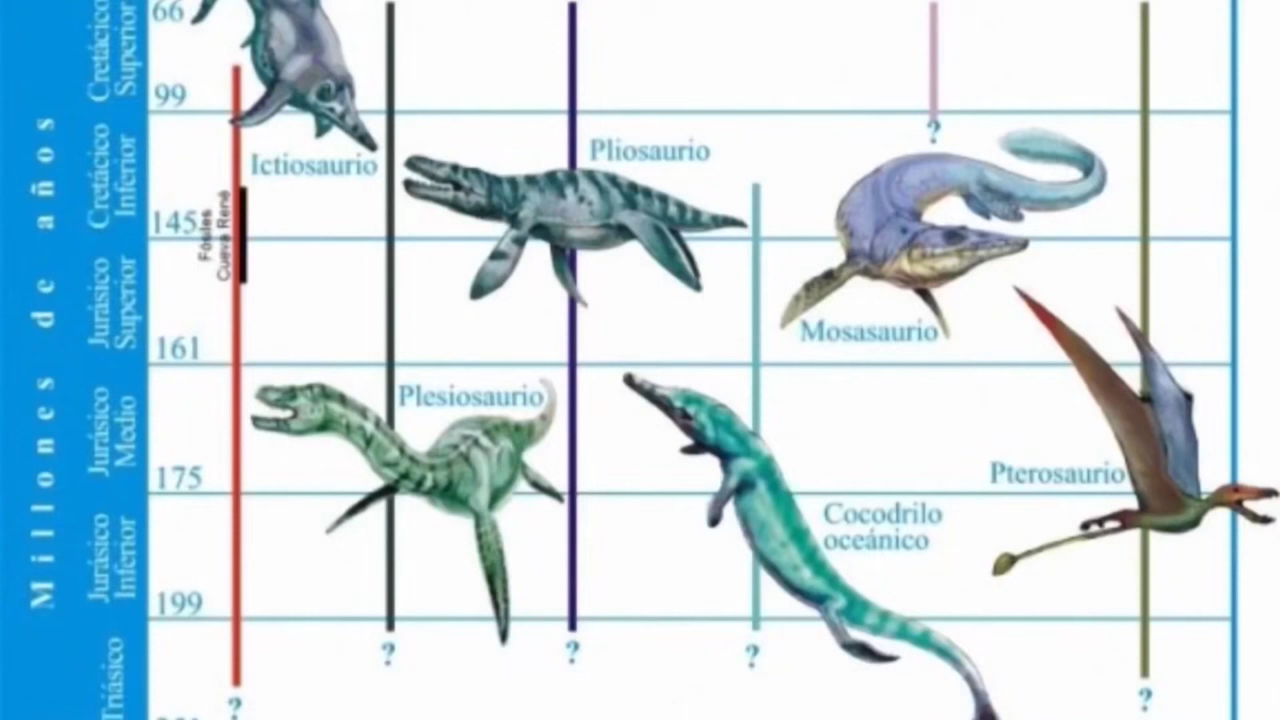 Millones de años
66
Cretácico
Superior
99
?
Cretácico
Inferior
Ictiosaurio
Pliosaurio
Fósiles
Cueva René
145
Jurásico
Superior
Mosasaurio
161
Jurásico
Medio
Plesiosaurio
Pterosaurio
175
Jurásico
Inferior
Cocodrilo
oceánico
199
Triásico
?
?
?
?
?